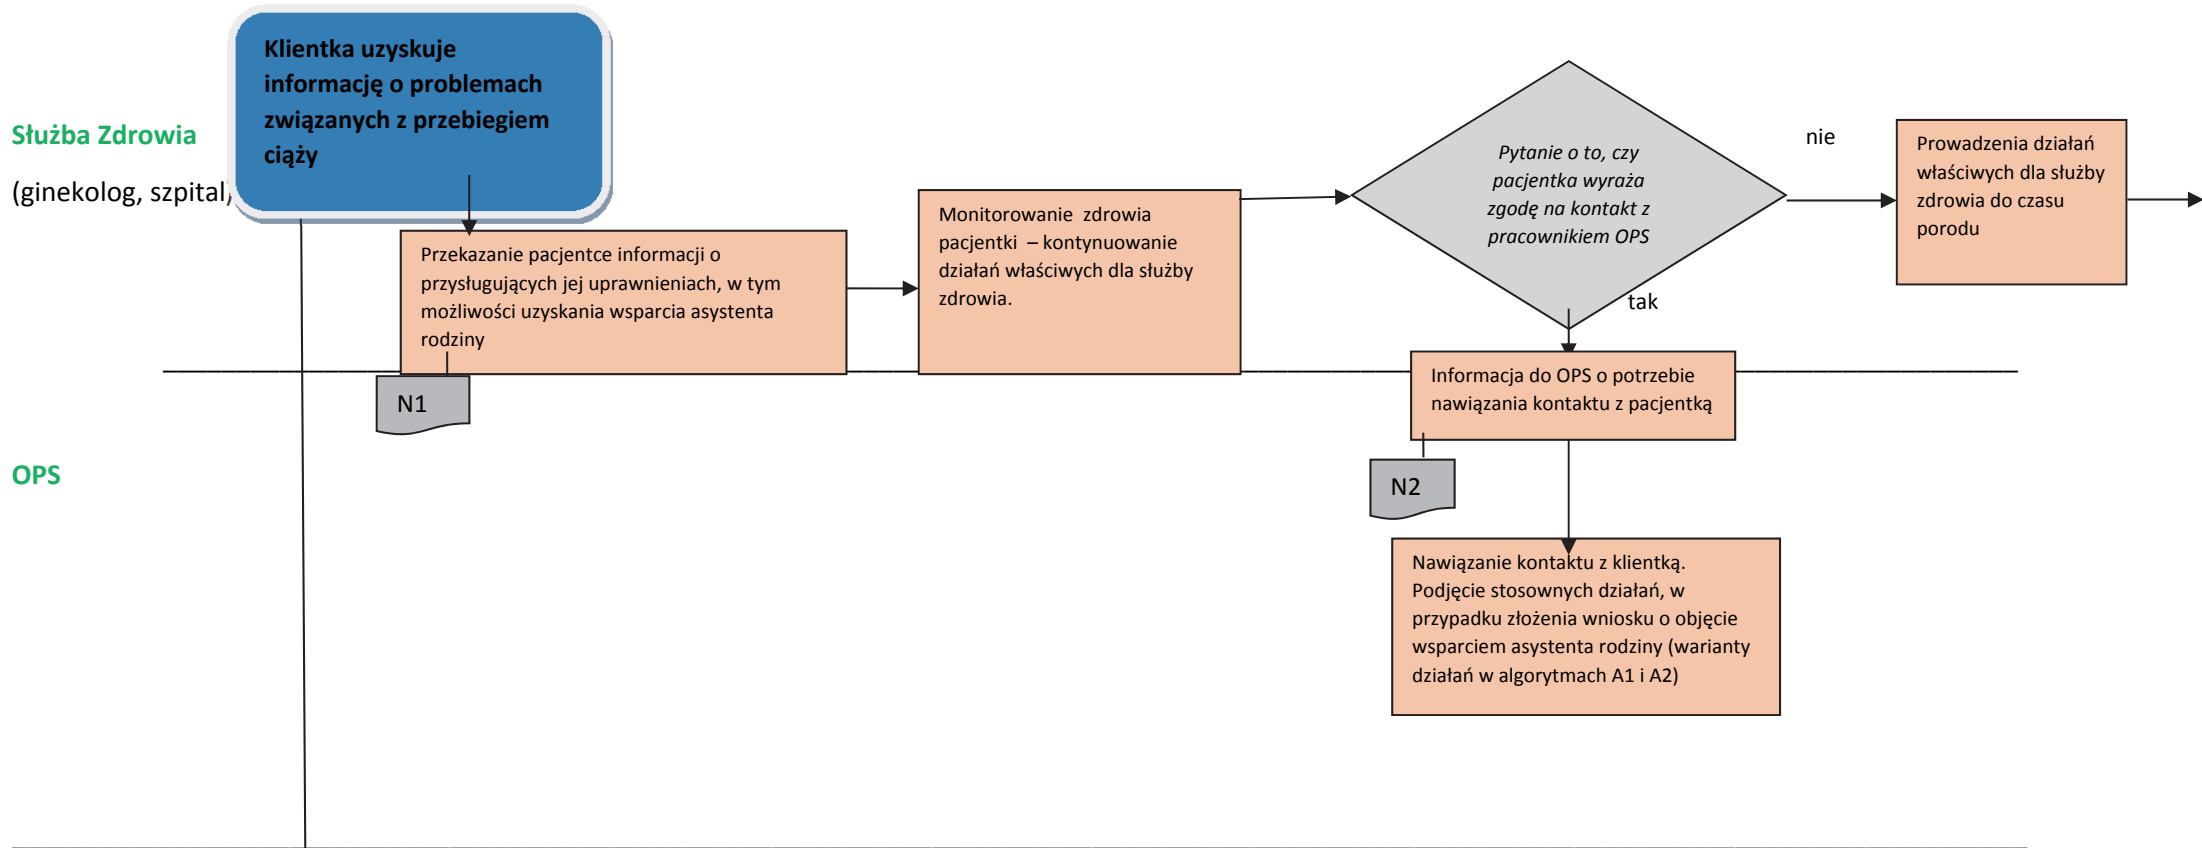 Klientka uzyskuje
informację o problemach
związanych z przebiegiem
ciąży
Służba Zdrowia
(ginekolog, szpital)
Przekazanie pacjentce informacji o
przysługujących jej uprawnieniach, w tym
możliwości uzyskania wsparcia asystenta
rodziny
N1
Monitorowanie zdrowia
pacjentki – kontynuowanie
działań właściwych dla służby
zdrowia.
Pytanie o to, czy
pacjentka wyraża
zgodę na kontakt z
pracownikiem OPS
nie
Prowadzenia działań
właściwych dla służby
zdrowia do czasu
porodu
tak
Informacja do OPS o potrzebie
nawiązania kontaktu z pacjentką
N2
OPS
Nawiązanie kontaktu z klientką.
Podjęcie stosownych działań, w
przypadku złożenia wniosku o objęcie
wsparciem asystenta rodziny (warianty
działań w algorytmach A1 i A2)